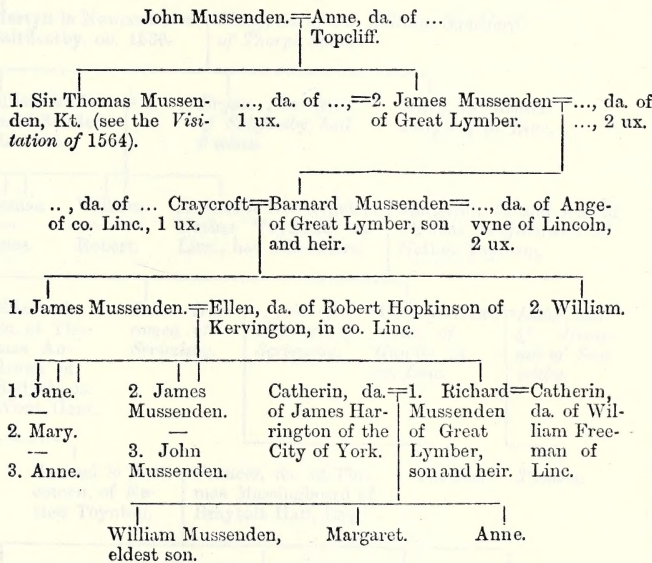 John Mussenden.=Anne, da. of ...
Topcliff.
1. Sir Thomas Mussen-
den, Kt. (see the Visi-
tation of 1564).
..., da. of ...,=2. James Mussenden=..., da. of
1 ux. of Great Lymber. ..., 2 ux.
.. , da. of ... Craycroft=Barnard Mussenden=..., da. of Ange-
of co. Linc., 1 ux. of Great Lymber, son vyne of Lincoln,
and heir. 2 ux.
1. James Mussenden.=Ellen, da. of Robert Hopkinson of 2. William.
Kervington, in co. Linc.
1. Jane.
—
2. Mary.
—
3. Anne.
2. James
Mussenden.
—
3. John
Mussenden.
Catherin, da.=
of James Har-
rington of the
City of York.
1. Richard=
Mussenden
of Great
Lymber,
son and heir.
Catherin,
da. of Wil-
liam Free-
man of
Linc.
William Mussenden,
eldest son.
Margaret.
Anne.